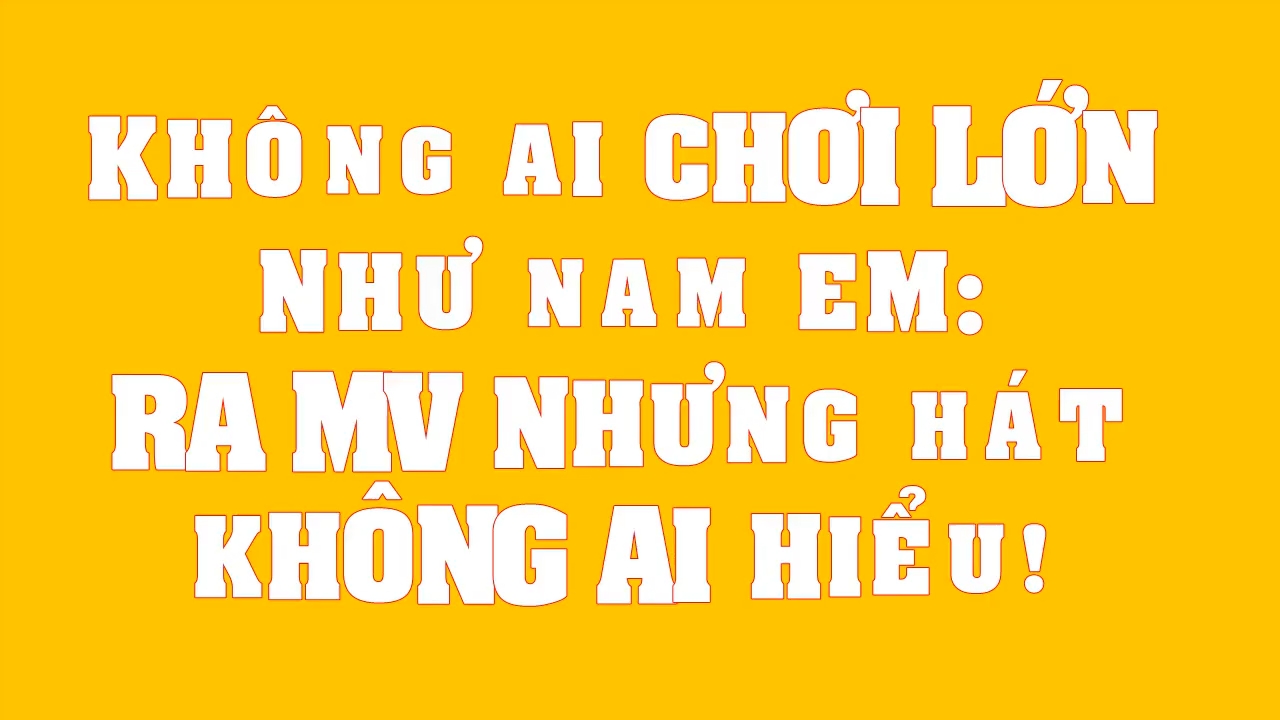 KHÔNG AI CHƠI LỚN
NHƯ NAM EM:
RA MV NHƯNG HÁT
KHÔNG AI HIỂU!